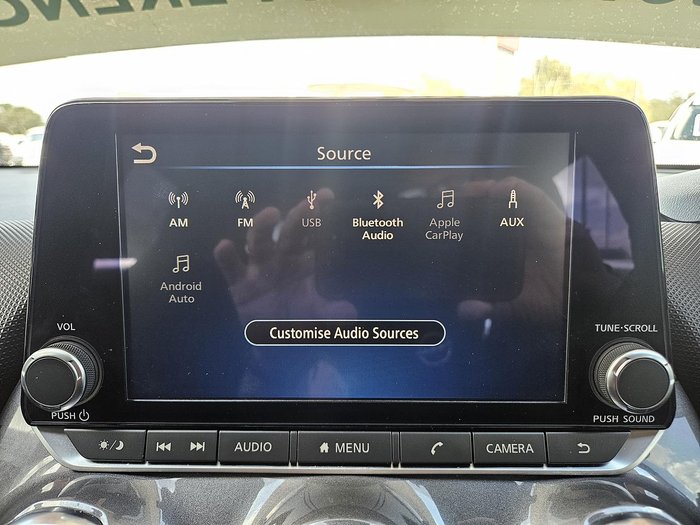 Source
AM
FM
USB
Bluetooth
Audio
Apple
CarPlay
AUX
Android
Auto
Customise Audio Sources
VOL
PUSH
TUNE·SCROLL
PUSH SOUND
AUDIO
MENU
CAMERA